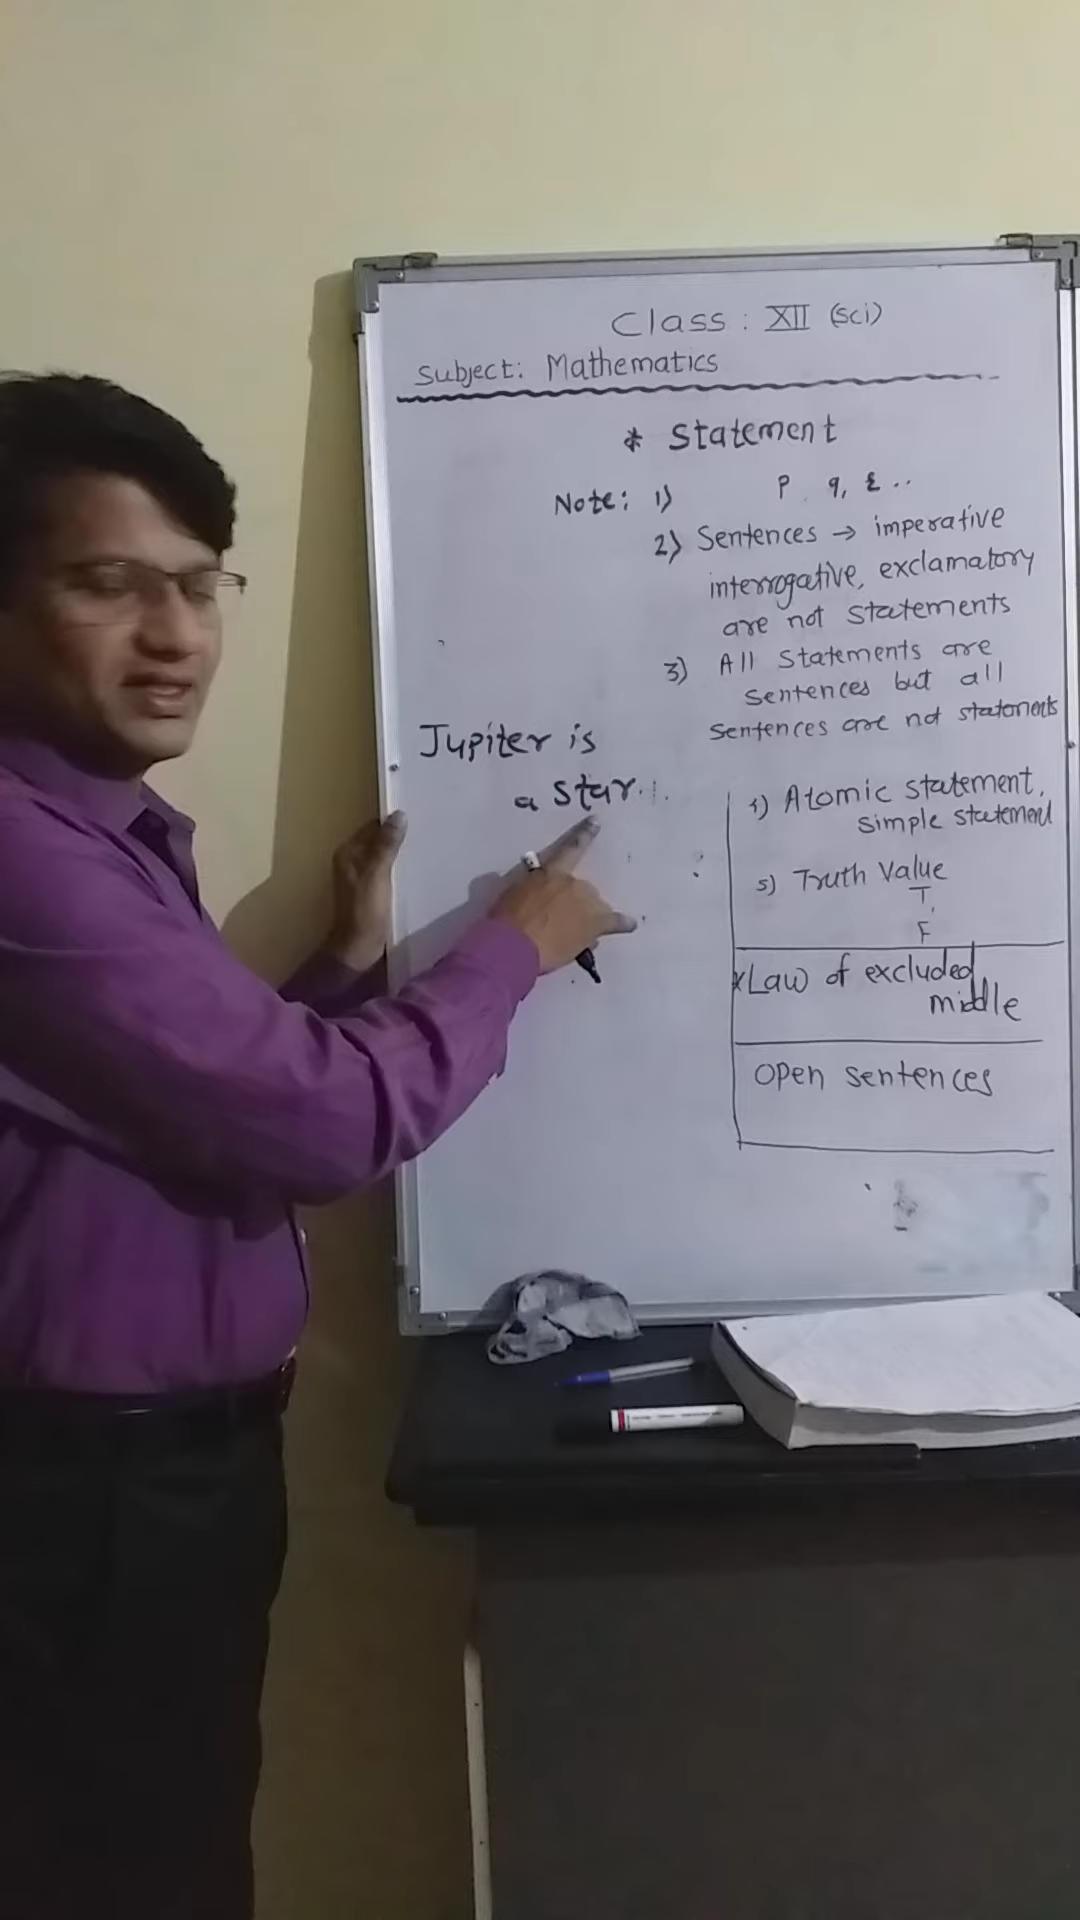 Class : XII (sci)
Subject: Mathematics
* Statement
Note: 1) P, q, r ..
2) Sentences → imperative
interrogative, exclamatory
are not statements
3) All statements are
sentences but all
sentences are not statements
Jupiter is
a star.
4) Atomic statement,
simple statement
5) Truth Value
T,
F
* Law of excluded
middle
Open sentences